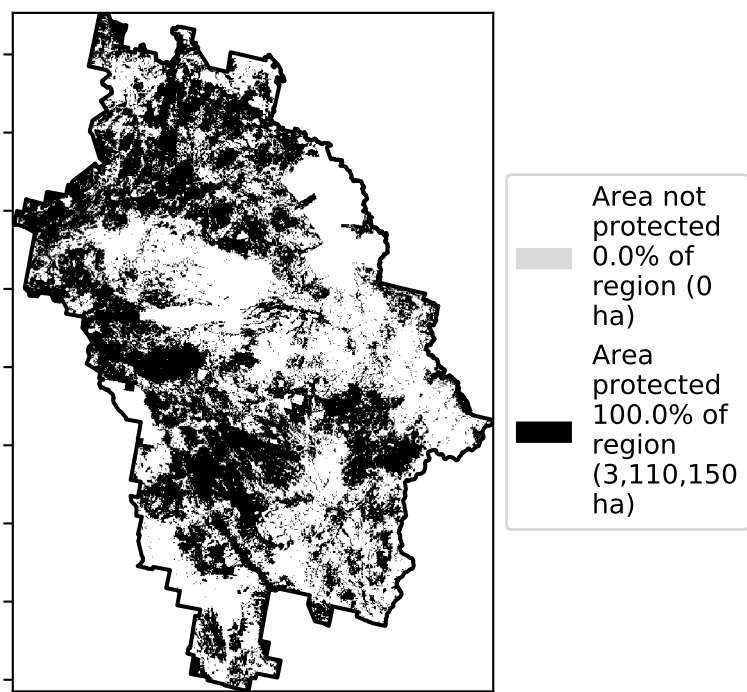 Area not
protected
0.0% of
region (0
ha)
Area
protected
100.0% of
region
(3,110,150
ha)